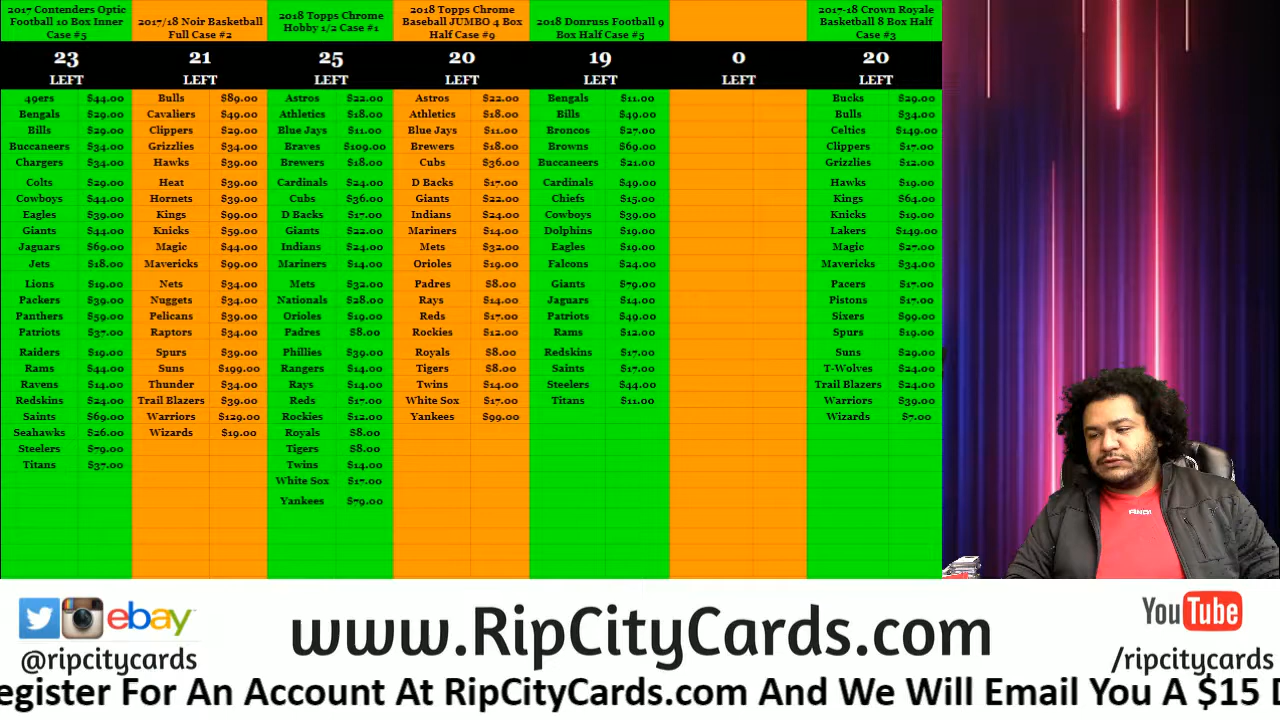 2017 Contenders Optic
Football 10 Box Inner
Case #5
23
LEFT
49ers $44.00
Bengals $29.00
Bills $29.00
Buccaneers $34.00
Chargers $34.00
Colts $29.00
Cowboys $44.00
Eagles $39.00
Giants $44.00
Jaguars $69.00
Jets $18.00
Lions $19.00
Packers $39.00
Panthers $59.00
Patriots $37.00
Raiders $19.00
Rams $44.00
Ravens $14.00
Redskins $24.00
Saints $69.00
Seahawks $26.00
Steelers $79.00
Titans $37.00
2017/18 Noir Basketball
Full Case #2
21
LEFT
Bulls $89.00
Cavaliers $49.00
Clippers $29.00
Grizzlies $34.00
Hawks $39.00
Heat $39.00
Hornets $39.00
Kings $99.00
Knicks $59.00
Magic $44.00
Mavericks $99.00
Nets $34.00
Nuggets $34.00
Pelicans $39.00
Raptors $34.00
Spurs $39.00
Suns $199.00
Thunder $34.00
Trail Blazers $39.00
Warriors $129.00
Wizards $19.00
2018 Topps Chrome
Hobby 1/2 Case #1
25
LEFT
Astros $22.00
Athletics $18.00
Blue Jays $11.00
Braves $109.00
Brewers $18.00
Cardinals $24.00
Cubs $36.00
D Backs $17.00
Giants $22.00
Indians $24.00
Mariners $14.00
Mets $32.00
Nationals $28.00
Orioles $19.00
Padres $8.00
Phillies $39.00
Rangers $14.00
Rays $14.00
Reds $17.00
Rockies $12.00
Royals $8.00
Tigers $8.00
Twins $14.00
White Sox $17.00
Yankees $79.00
2018 Topps Chrome
Baseball JUMBO 4 Box
Half Case #9
20
LEFT
Astros $22.00
Athletics $18.00
Blue Jays $11.00
Brewers $18.00
Cubs $36.00
D Backs $17.00
Giants $22.00
Indians $24.00
Mariners $14.00
Mets $32.00
Orioles $19.00
Padres $8.00
Rays $14.00
Reds $17.00
Rockies $12.00
Royals $8.00
Tigers $8.00
Twins $14.00
White Sox $17.00
Yankees $99.00
2018 Donruss Football 9
Box Half Case #5
19
LEFT
Bengals $11.00
Bills $49.00
Broncos $27.00
Browns $69.00
Buccaneers $21.00
Cardinals $49.00
Chiefs $15.00
Cowboys $39.00
Dolphins $19.00
Eagles $19.00
Falcons $24.00
Giants $79.00
Jaguars $14.00
Patriots $49.00
Rams $12.00
Redskins $17.00
Saints $17.00
Steelers $44.00
Titans $11.00
0
LEFT
2017-18 Crown Royale
Basketball 8 Box Half
Case #3
20
LEFT
Bucks $29.00
Bulls $34.00
Celtics $149.00
Clippers $17.00
Grizzlies $12.00
Hawks $19.00
Kings $64.00
Knicks $19.00
Lakers $149.00
Magic $27.00
Mavericks $34.00
Pacers $17.00
Pistons $17.00
Sixers $99.00
Spurs $19.00
Suns $29.00
T-Wolves $24.00
Trail Blazers $24.00
Warriors $39.00
Wizards $7.00
ebay
@ripcitycards
www.RipCityCards.com
YouTube
/ripcitycards
egister For An Account At RipCityCards.com And We Will Email You A $15 D